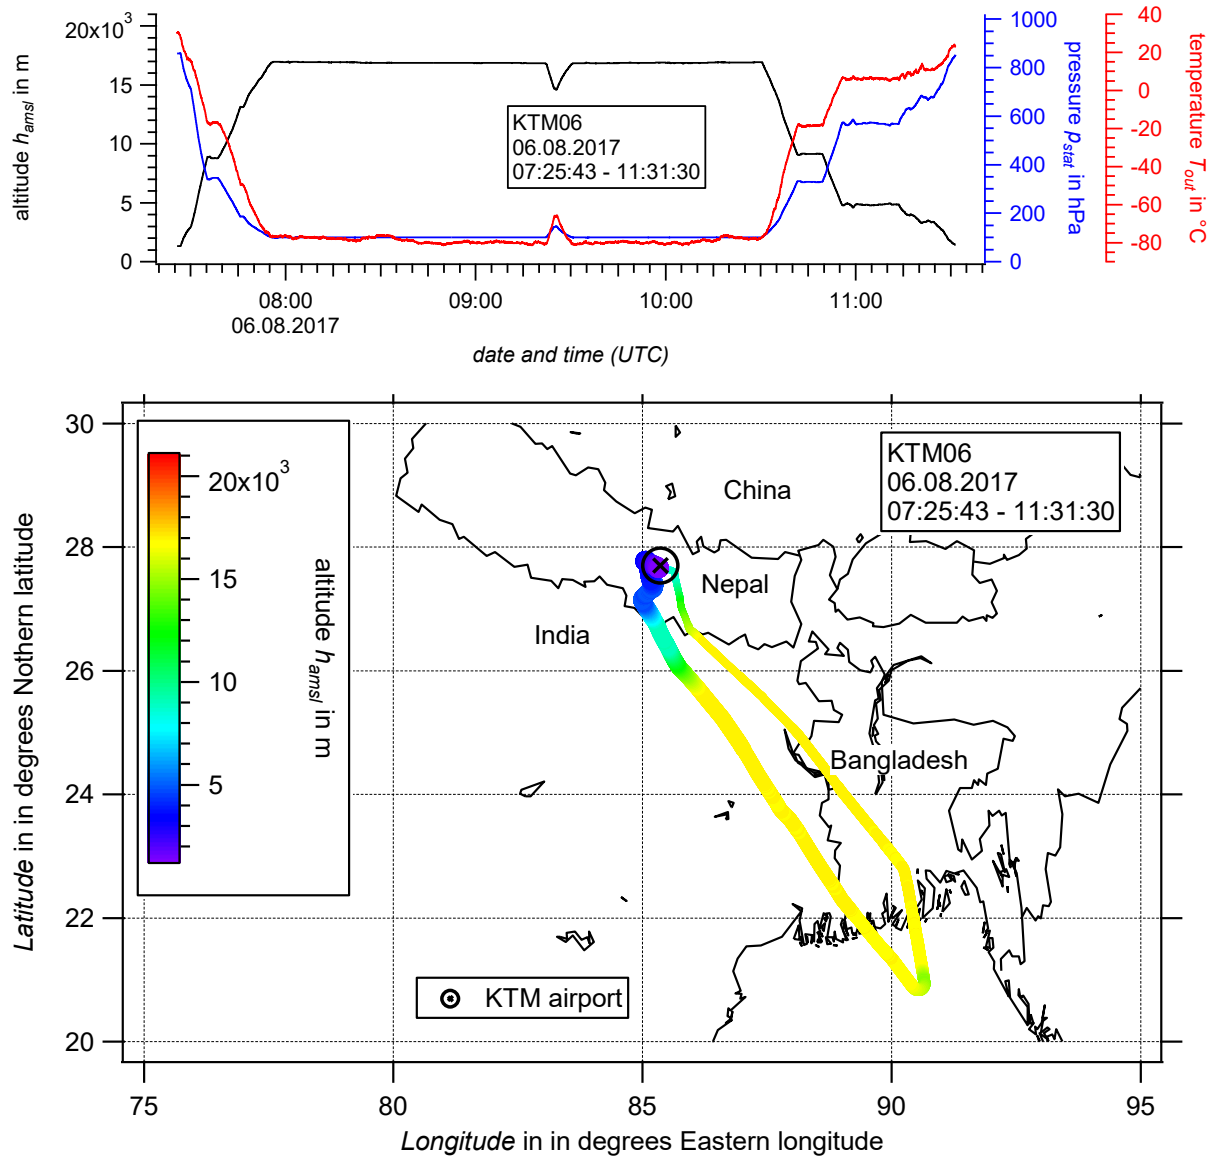 20x10³
15
10
5
0
altitude h_amsl in m
1000
800
600
400
200
0
pressure p_stat in hPa
40
20
0
-20
-40
-60
-80
temperature T_out in °C
KTM06
06.08.2017
07:25:43 - 11:31:30
08:00
09:00
10:00
11:00
06.08.2017
date and time (UTC)
30
28
26
24
22
20
Latitude in in degrees Nothern latitude
20x10³
15
10
5
altitude h_amsl in m
KTM06
06.08.2017
07:25:43 - 11:31:30
China
Nepal
India
Bangladesh
KTM airport
75
80
85
90
95
Longitude in in degrees Eastern longitude